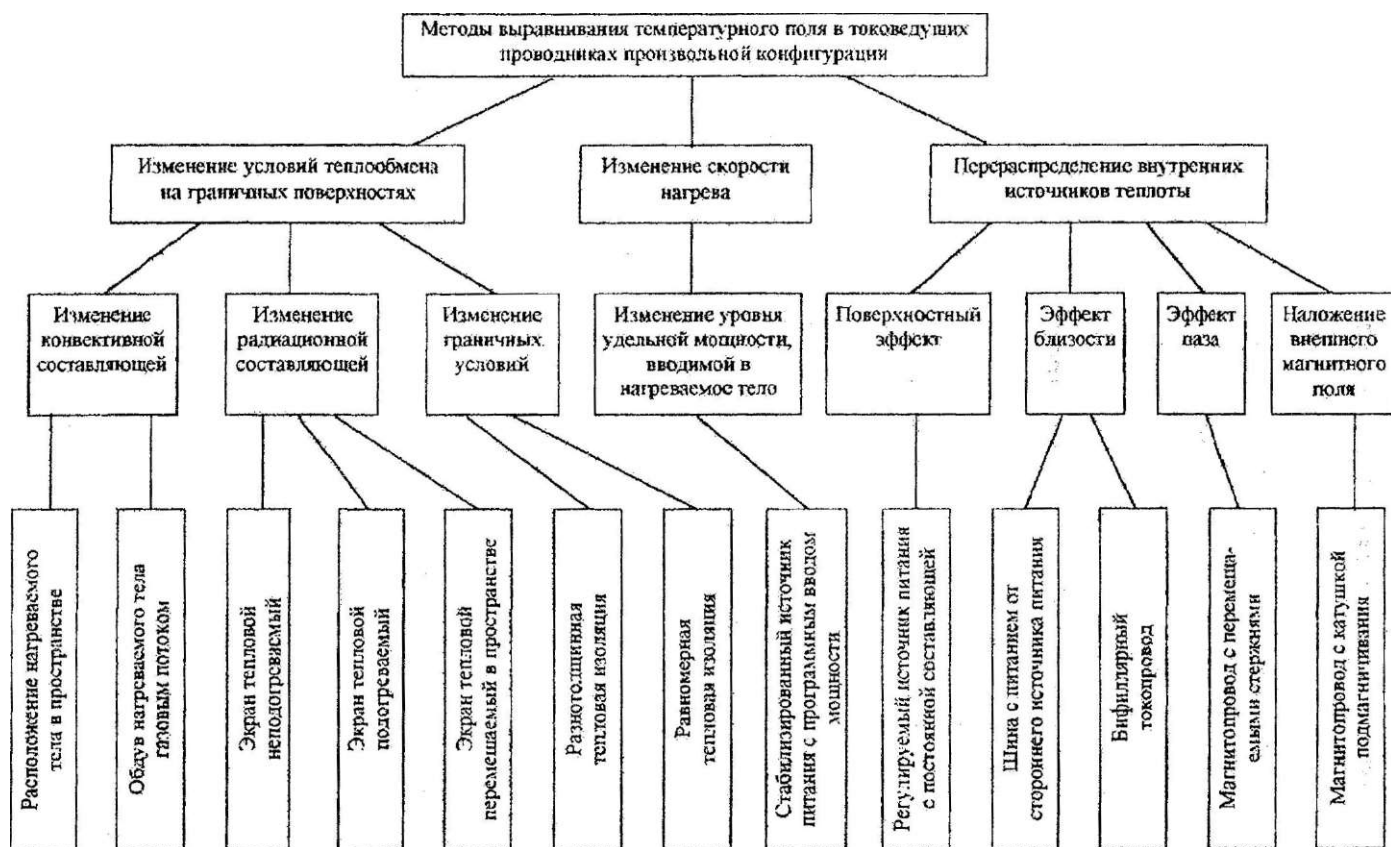 Методы выравнивания температурного поля в токоведущих
проводниках произвольной конфигурации
Изменение условий теплообмена
на граничных поверхностях
Изменение скорости
нагрева
Перераспределение внутренних
источников теплоты
Изменение
конвективной
составляющей
Изменение
радиационной
составляющей
Изменение
граничных
условий
Изменение уровня
удельной мощности,
вводимой в
нагреваемое тело
Поверхностный
эффект
Эффект
близости
Эффект
паза
Наложение
внешнего
магнитного
поля
Расположение нагреваемого
тела в пространстве
Обдув нагреваемого тела
газовым потоком
Экран тепловой
неподогреваемый
Экран тепловой
подогреваемый
Экран тепловой
перемещаемый в пространстве
Разнотолщинная
тепловая изоляция
Равномерная
тепловая изоляция
Стабилизированный источник
питания с программным вводом
мощности
Регулируемый источник питания
с постоянной составляющей
Шина с питанием от
стороннего источника питания
Бифиллярный
токопровод
Магнитопровод с перемеща-
емыми стержнями
Магнитопровод с катушкой
подмагничивания